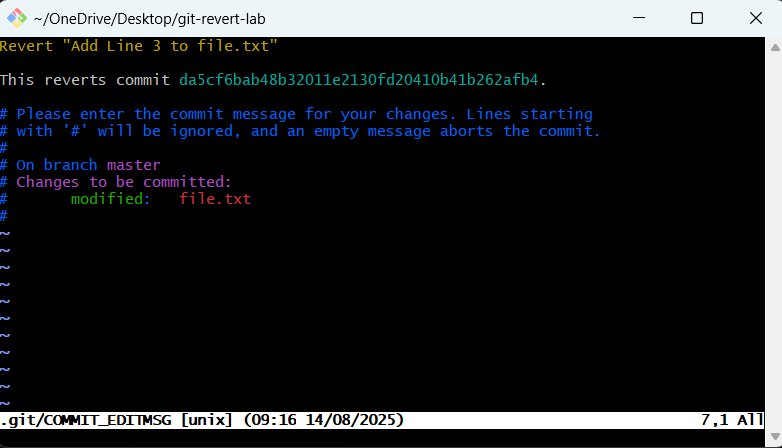 ~/OneDrive/Desktop/git-revert-lab
Revert "Add Line 3 to file.txt"
This reverts commit da5cf6bab48b32011e2130fd20410b41b262afb4.
# Please enter the commit message for your changes. Lines starting
# with '#' will be ignored, and an empty message aborts the commit.
#
# On branch master
# Changes to be committed:
#       modified:   file.txt
#
~
~
~
~
~
~
~
~
~
~
~
.git/COMMIT_EDITMSG [unix] (09:16 14/08/2025) 7,1 All